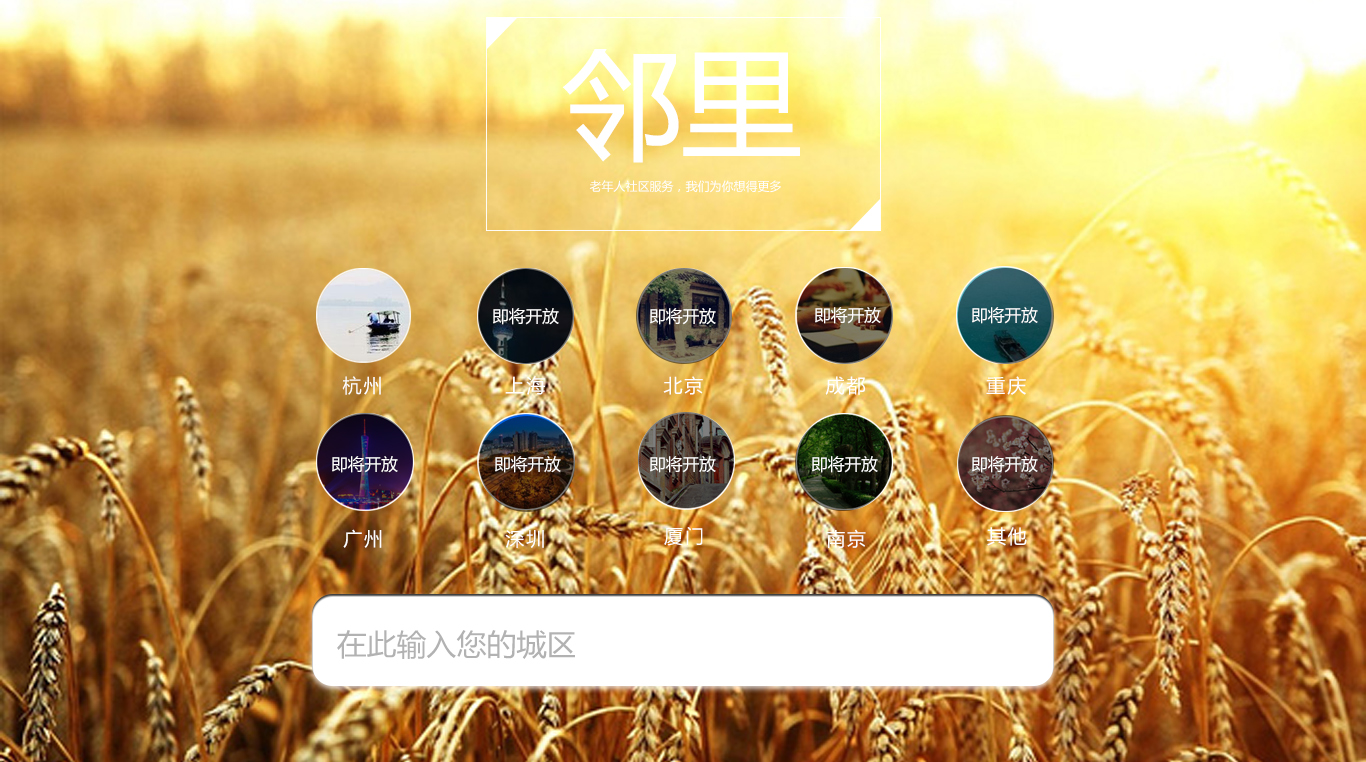 邻里
老年人社区服务，我们为你想得更多
即将开放 即将开放 即将开放 即将开放
杭州 上海 北京 成都 重庆
即将开放 即将开放 即将开放 即将开放 即将开放
广州 深圳 厦门 南京 其他
在此输入您的城区